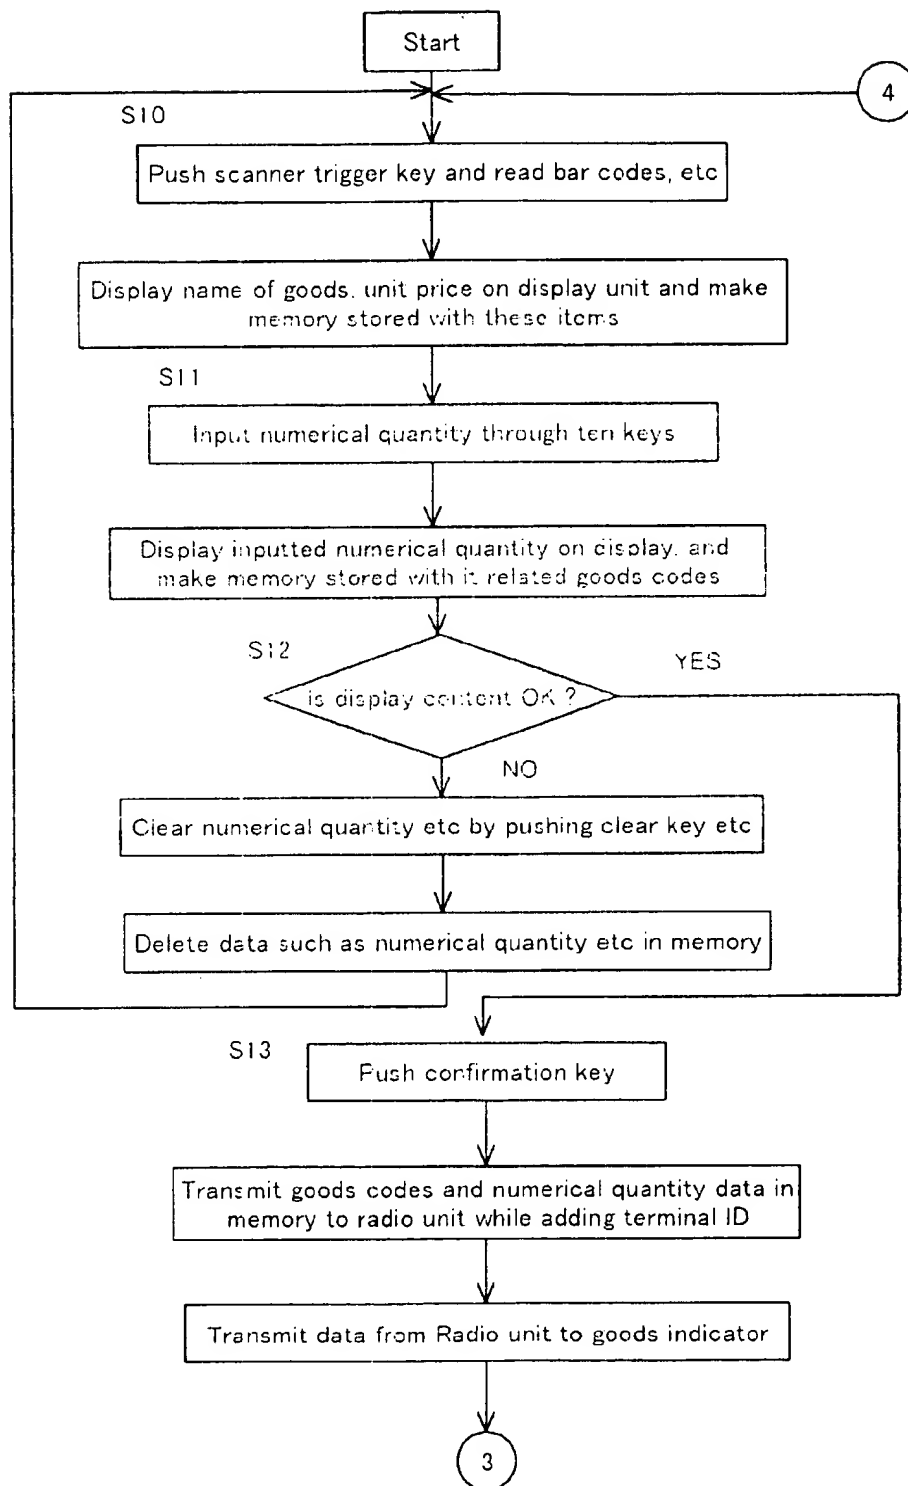 Start
4
S10
Push scanner trigger key and read bar codes, etc
Display name of goods. unit price on display unit and make
memory stored with these items
S11
Input numerical quantity through ten keys
Display inputted numerical quantity on display. and
make memory stored with it related goods codes
S12
YES
is display content OK ?
NO
Clear numerical quantity etc by pushing clear key etc
Delete data such as numerical quantity etc in memory
S13
Push confirmation key
Transmit goods codes and numerical quantity data in
memory to radio unit while adding terminal ID
Transmit data from Radio unit to goods indicator
3